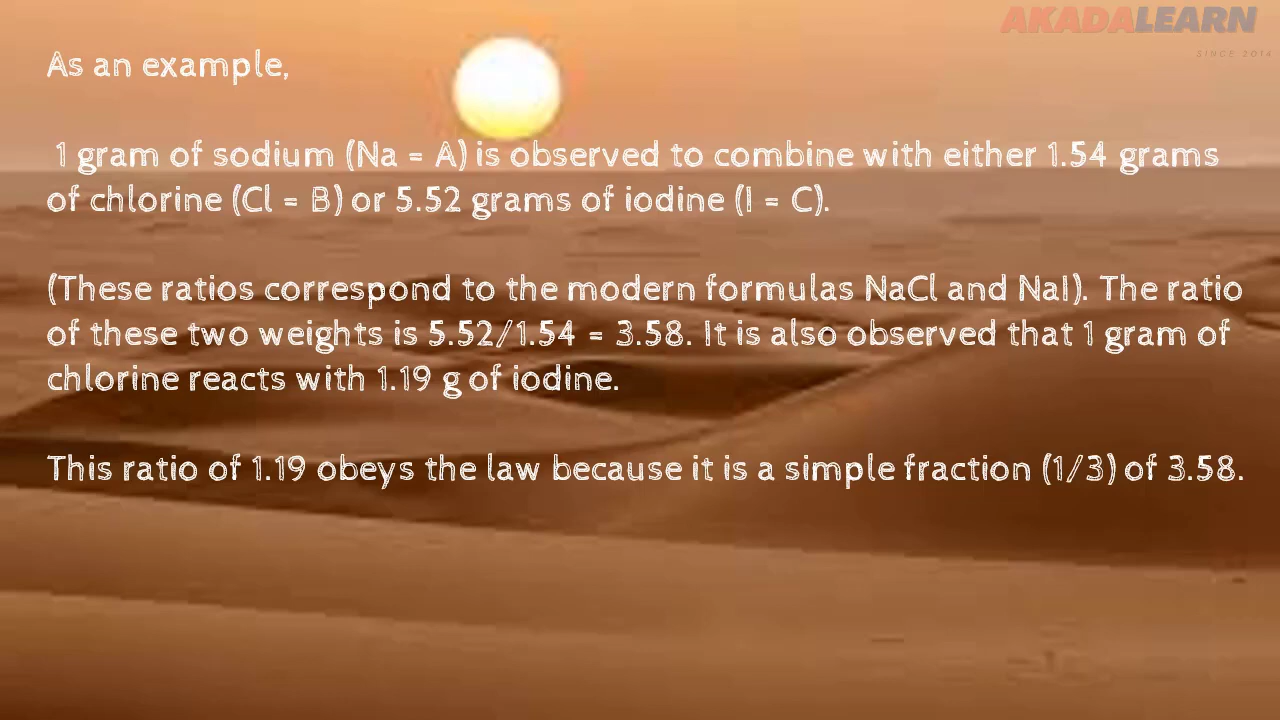 AKADALEARN
SINCE 2014
As an example,
1 gram of sodium (Na = A) is observed to combine with either 1.54 grams
of chlorine (Cl = B) or 5.52 grams of iodine (I = C).
(These ratios correspond to the modern formulas NaCl and NaI). The ratio
of these two weights is 5.52/1.54 = 3.58. It is also observed that 1 gram of
chlorine reacts with 1.19 g of iodine.
This ratio of 1.19 obeys the law because it is a simple fraction (1/3) of 3.58.